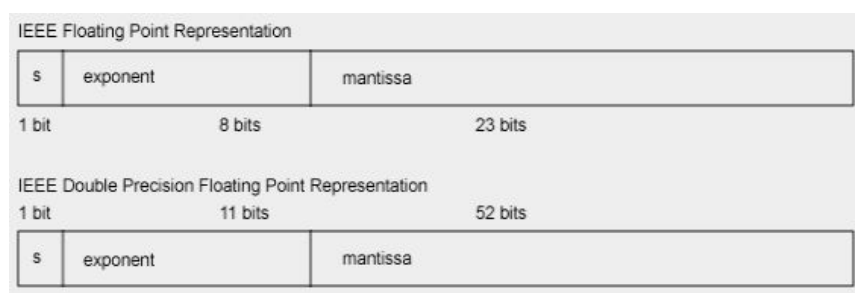 IEEE Floating Point Representation
s exponent mantissa
1 bit 8 bits 23 bits
IEEE Double Precision Floating Point Representation
1 bit 11 bits 52 bits
s exponent mantissa